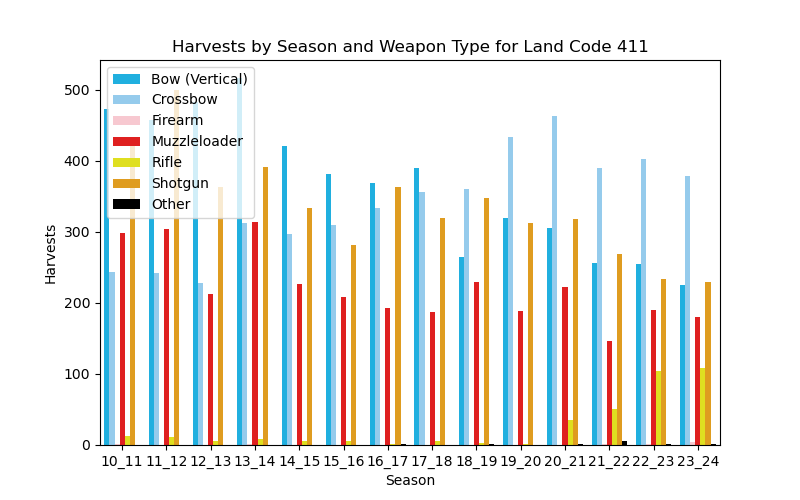 Harvests by Season and Weapon Type for Land Code 411
Bow (Vertical)
Crossbow
Firearm
Muzzleloader
Rifle
Shotgun
Other
500
400
300
200
100
0
Harvests
10_11 11_12 12_13 13_14 14_15 15_16 16_17 17_18 18_19 19_20 20_21 21_22 22_23 23_24
Season